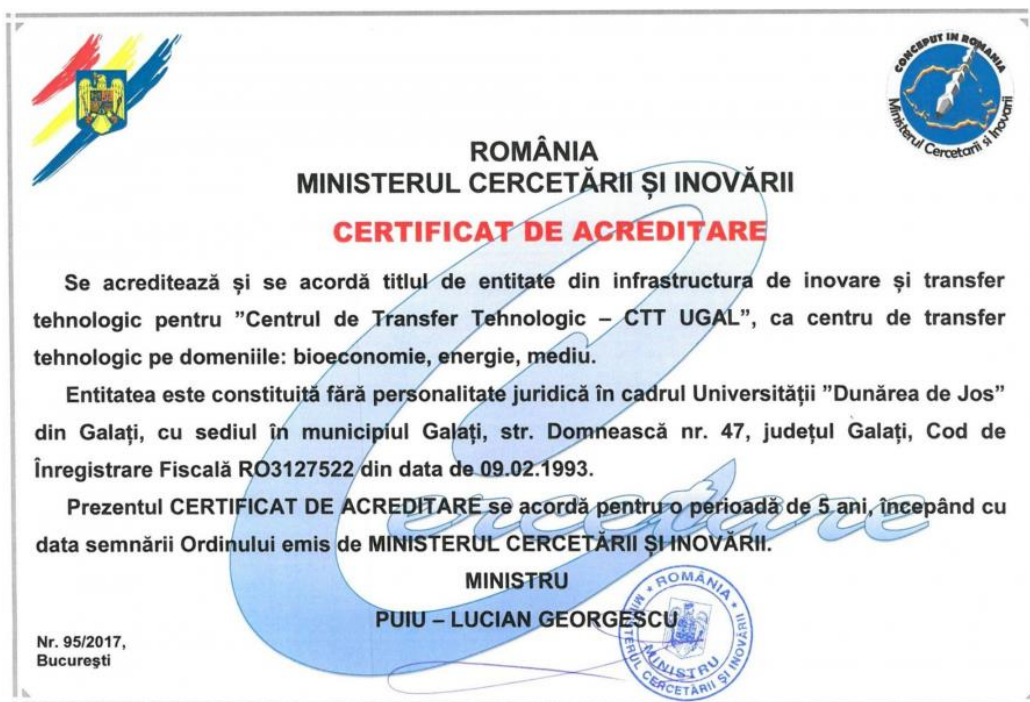 CONCEPUT IN ROMANIA
Ministerul Cercetarii si Inovarii
ROMÂNIA
MINISTERUL CERCETĂRII ȘI INOVĂRII
CERTIFICAT DE ACREDITARE
Se acreditează și se acordă titlul de entitate din infrastructura de inovare și transfer
tehnologic pentru ”Centrul de Transfer Tehnologic – CTT UGAL”, ca centru de transfer
tehnologic pe domeniile: bioeconomie, energie, mediu.
Entitatea este constituită fără personalitate juridică în cadrul Universității ”Dunărea de Jos”
din Galați, cu sediul în municipiul Galați, str. Domnească nr. 47, județul Galați, Cod de
Înregistrare Fiscală RO3127522 din data de 09.02.1993.
Cercetare
Prezentul CERTIFICAT DE ACREDITARE se acordă pentru o perioadă de 5 ani, începând cu
data semnării Ordinului emis de MINISTERUL CERCETĂRII ȘI INOVĂRII.
MINISTRU
PUIU – LUCIAN GEORGESCU
* ROMÂNIA *
MINISTERUL CERCETĂRII ȘI INOVĂRII
MINISTRU
Nr. 95/2017,
București